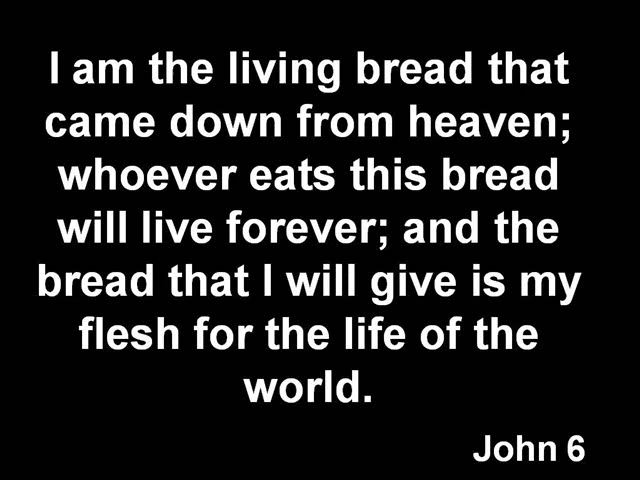 I am the living bread that
came down from heaven;
whoever eats this bread
will live forever; and the
bread that I will give is my
flesh for the life of the
world.
John 6